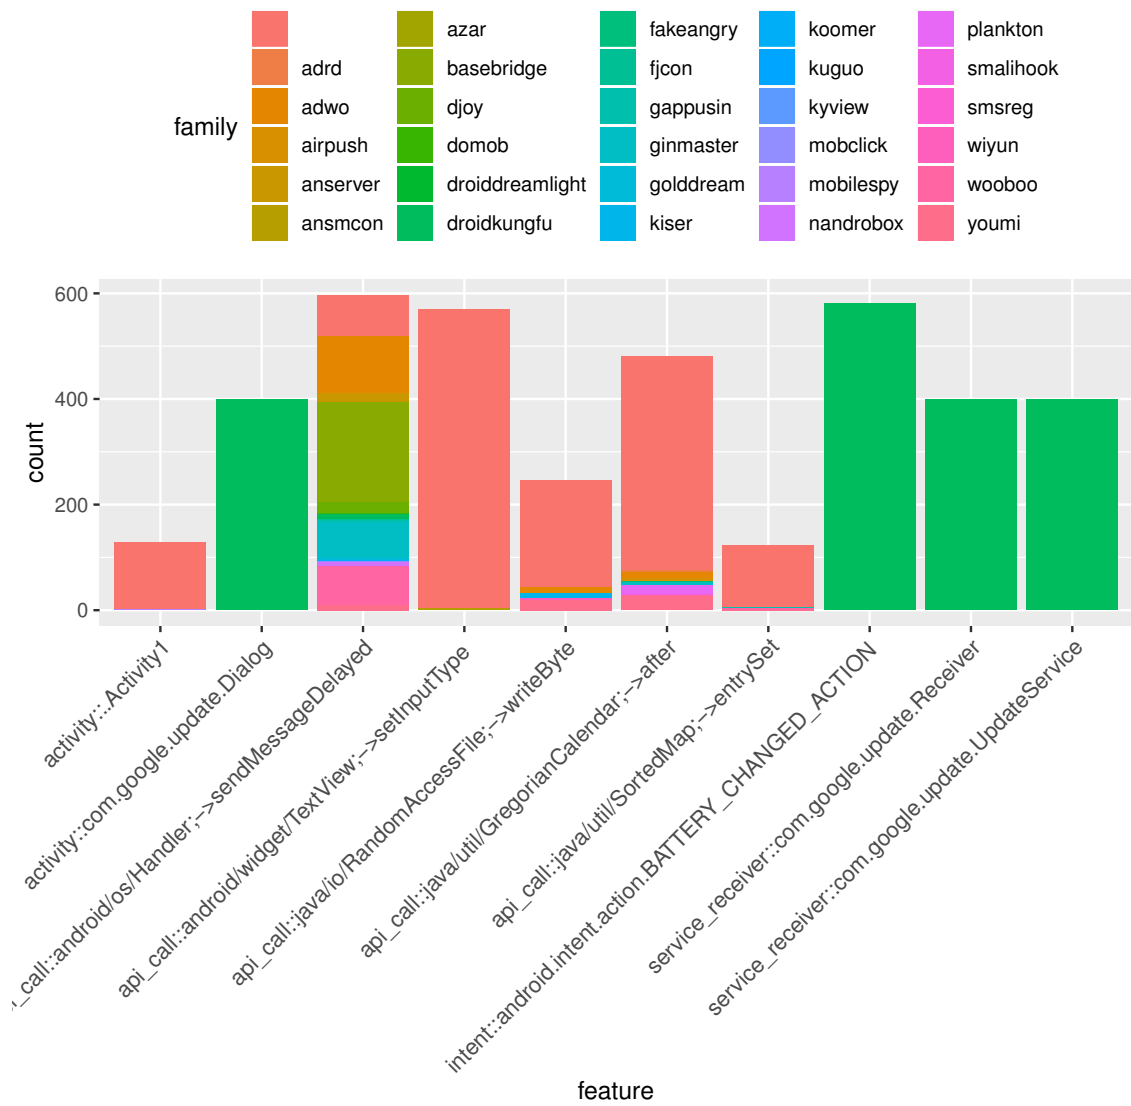 family
adrd
adwo
airpush
anserver
ansmcon
azar
basebridge
djoy
domob
droiddreamlight
droidkungfu
fakeangry
fjcon
gappusin
ginmaster
golddream
kiser
koomer
kuguo
kyview
mobclick
mobilespy
nandrobox
plankton
smalihook
smsreg
wiyun
wooboo
youmi
count
600
400
200
0
activity::.Activity1
activity::com.google.update.Dialog
_call::android/os/Handler;->sendMessageDelayed
api_call::android/widget/TextView;->setInputType
api_call::java/io/RandomAccessFile;->writeByte
api_call::java/util/GregorianCalendar;->after
api_call::java/util/SortedMap;->entrySet
intent::android.intent.action.BATTERY_CHANGED_ACTION
service_receiver::com.google.update.Receiver
service_receiver::com.google.update.UpdateService
feature